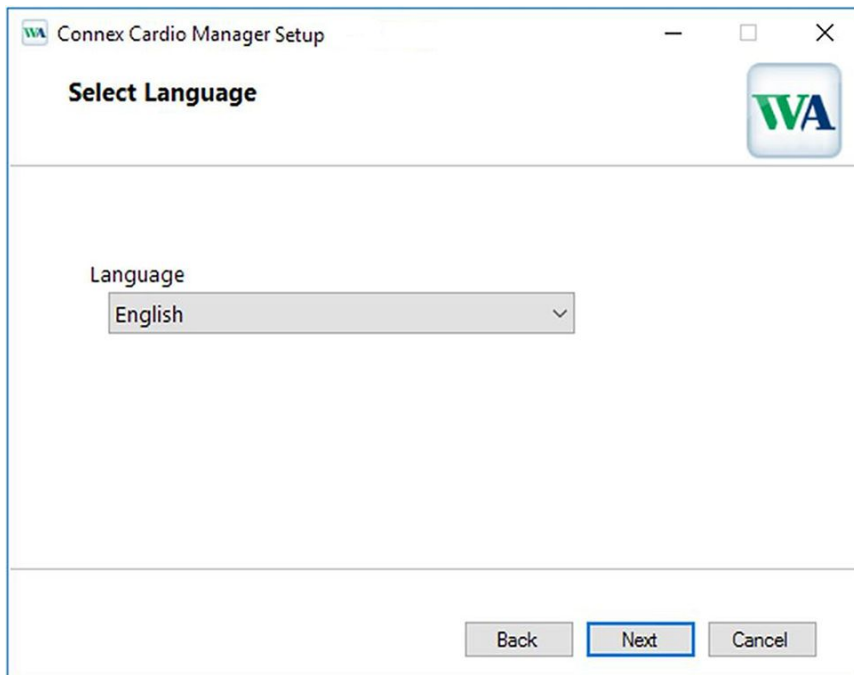 WA Connex Cardio Manager Setup
Select Language
WA
Language
English
Back Next Cancel